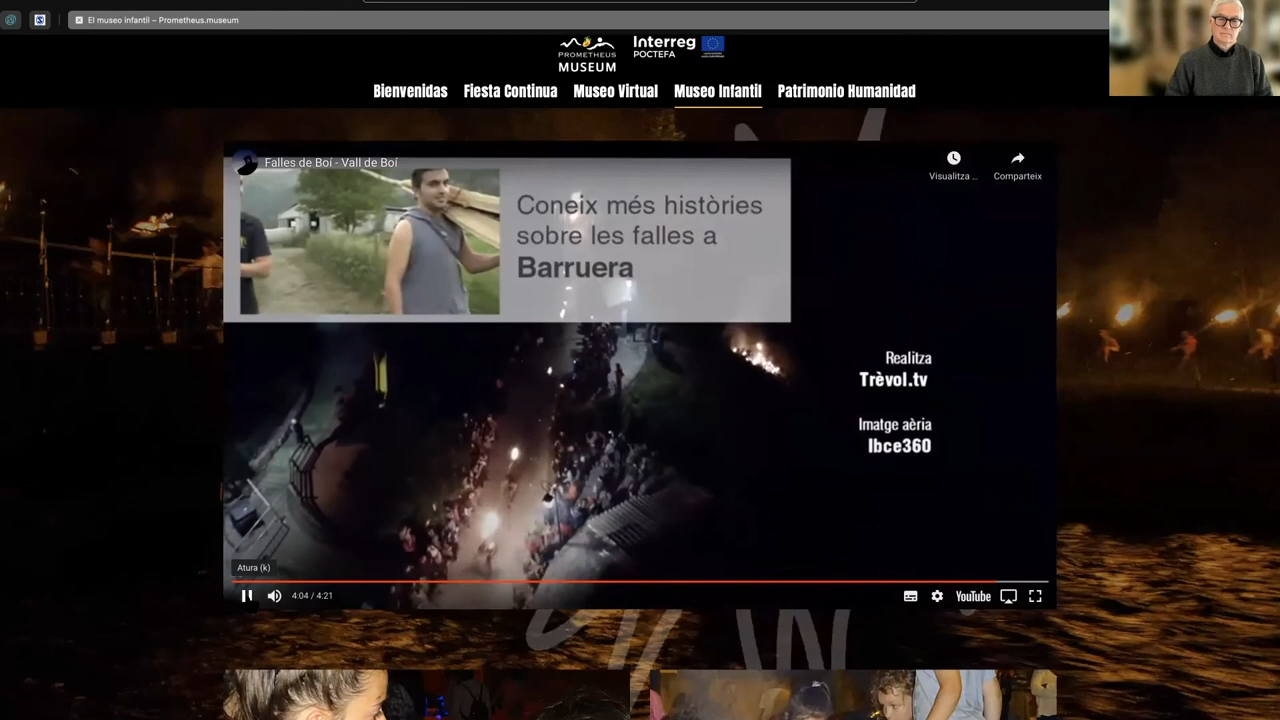 El museo infantil – Prometheus.museum
PROMETHEUS
MUSEUM
Interreg
POCTEFA
Bienvenidas Fiesta Continua Museo Virtual Museo Infantil Patrimonio Humanidad
Falles de Boí - Vall de Boí
Visualitza ..
Comparteix
Coneix més històries
sobre les falles a
Barruera
Realitza
Trèvol.tv
Imatge aèria
Ibce360
Atura (k)
4:04 / 4:21
YouTube